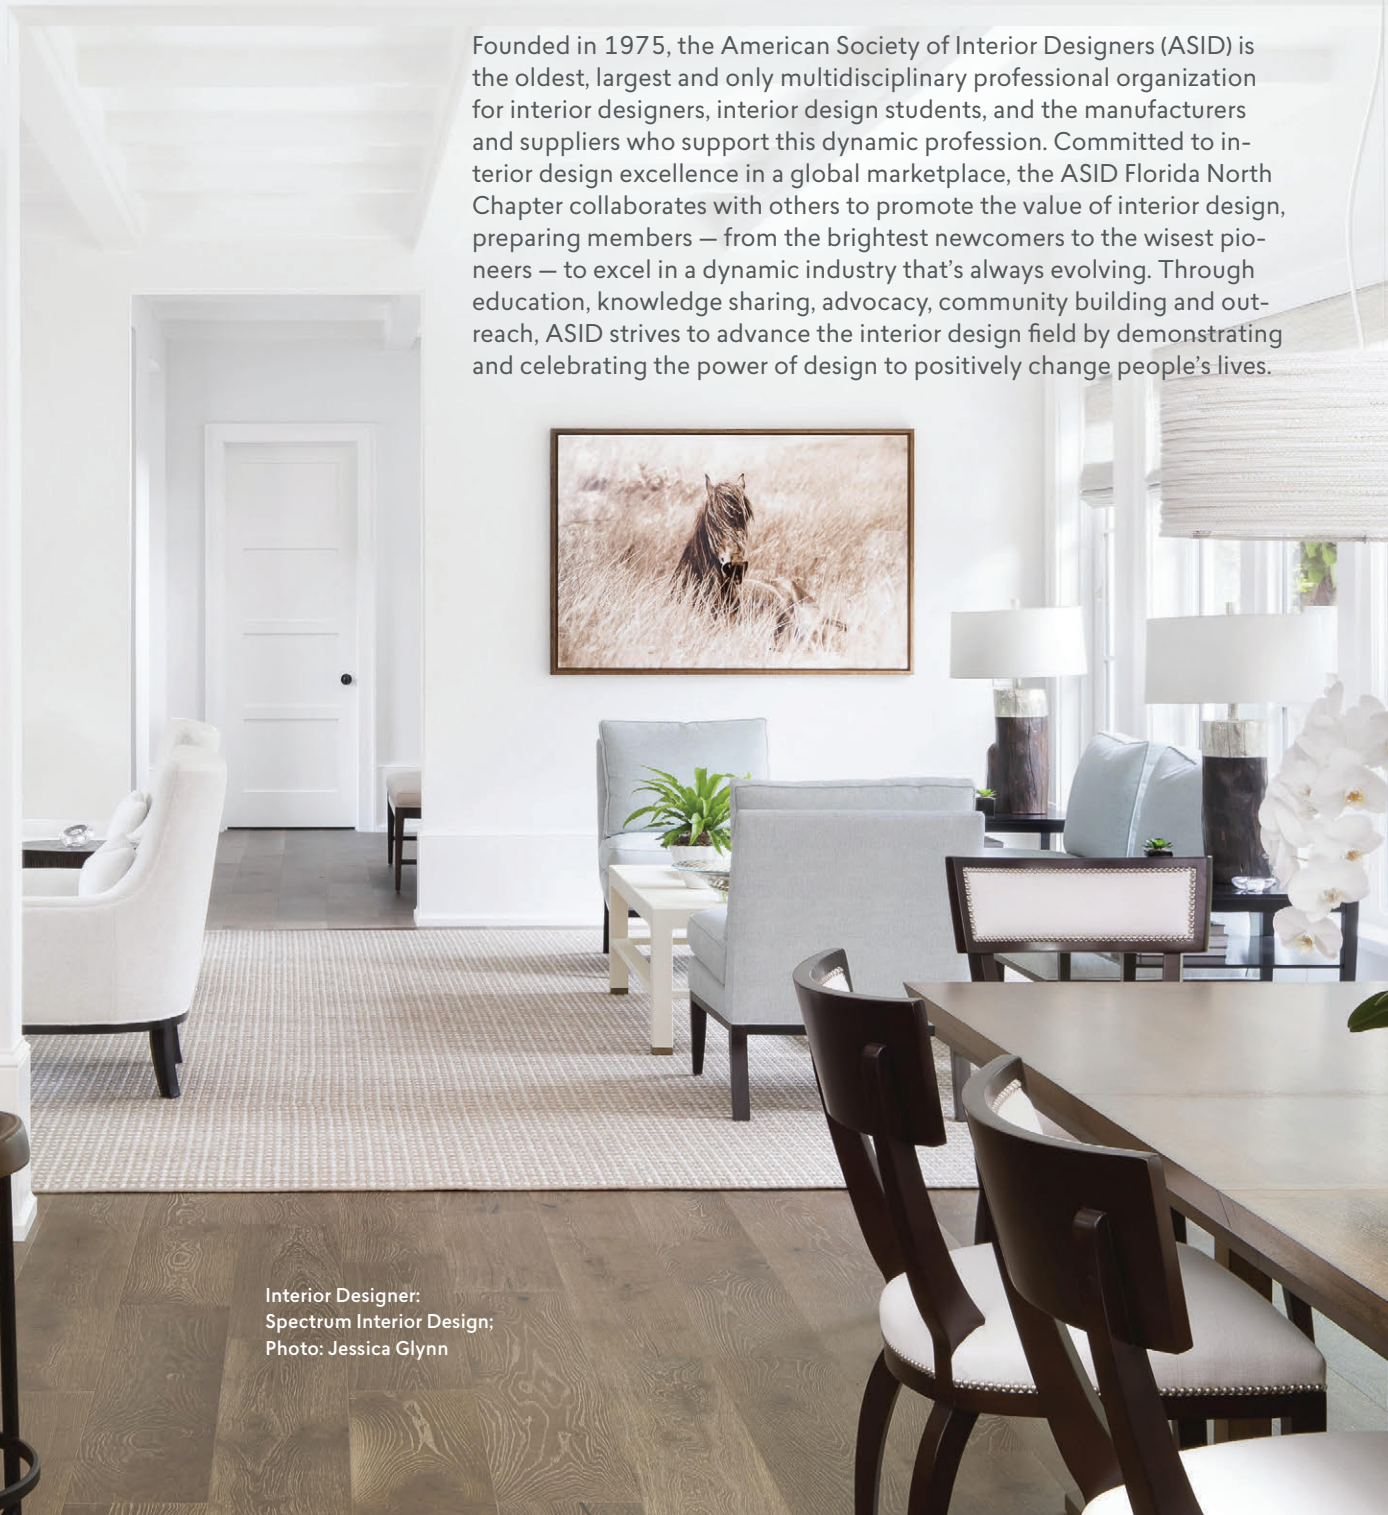 Founded in 1975, the American Society of Interior Designers (ASID) is
the oldest, largest and only multidisciplinary professional organization
for interior designers, interior design students, and the manufacturers
and suppliers who support this dynamic profession. Committed to in-
terior design excellence in a global marketplace, the ASID Florida North
Chapter collaborates with others to promote the value of interior design,
preparing members — from the brightest newcomers to the wisest pio-
neers — to excel in a dynamic industry that's always evolving. Through
education, knowledge sharing, advocacy, community building and out-
reach, ASID strives to advance the interior design field by demonstrating
and celebrating the power of design to positively change people's lives.
Interior Designer:
Spectrum Interior Design;
Photo: Jessica Glynn